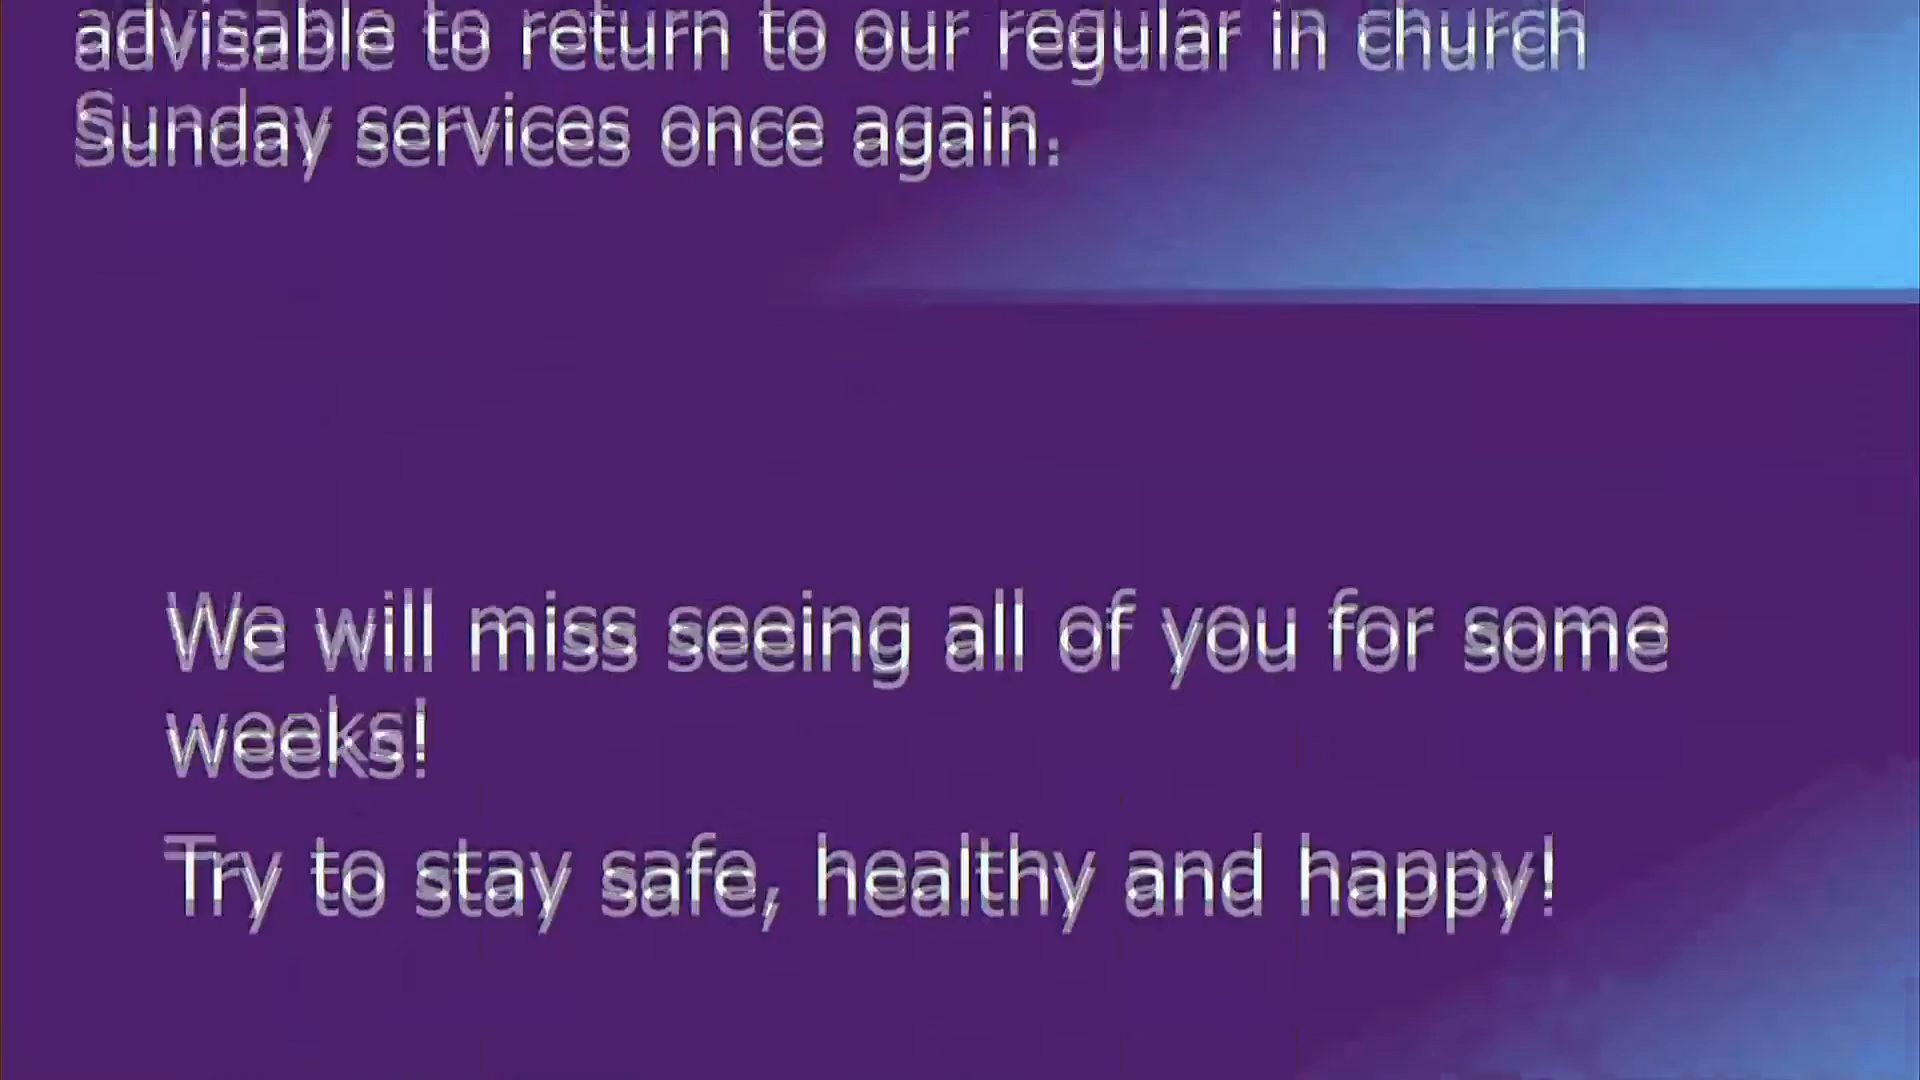 advisable to return to our regular in church
Sunday services once again.
We will miss seeing all of you for some
weeks!
Try to stay safe, healthy and happy!